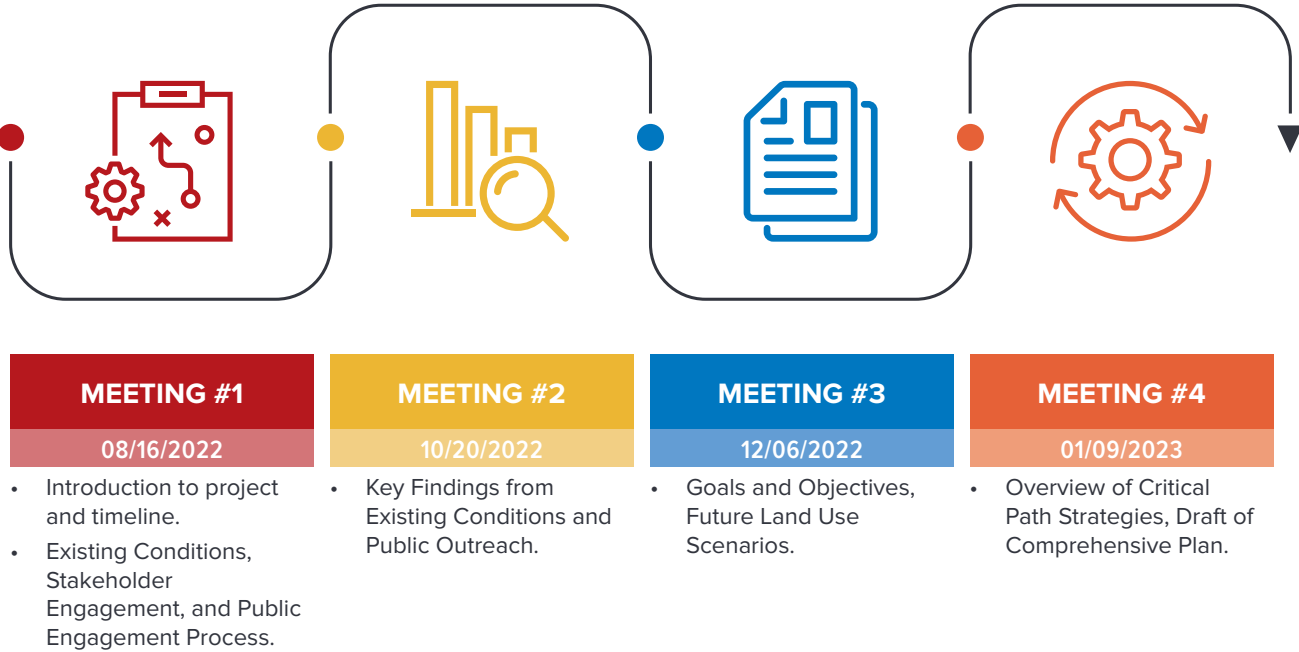 MEETING #1
08/16/2022
• Introduction to project
and timeline.
• Existing Conditions,
Stakeholder
Engagement, and Public
Engagement Process.
MEETING #2
10/20/2022
• Key Findings from
Existing Conditions and
Public Outreach.
MEETING #3
12/06/2022
• Goals and Objectives,
Future Land Use
Scenarios.
MEETING #4
01/09/2023
• Overview of Critical
Path Strategies, Draft of
Comprehensive Plan.